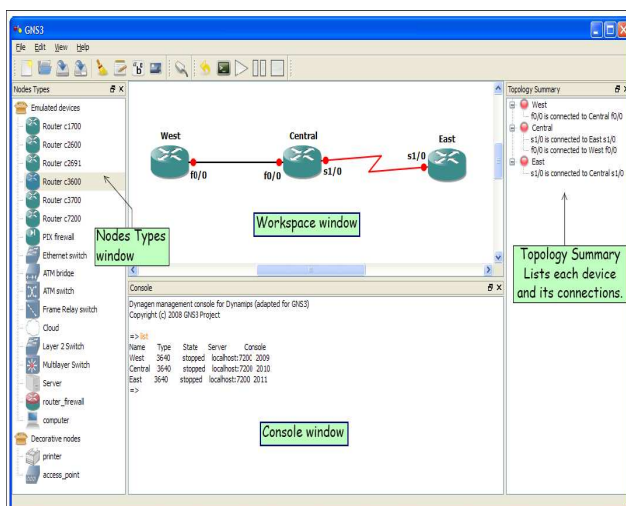 GNS3
File Edit View Help
Nodes Types
Emulated devices
Router c1700
Router c2600
Router c2691
Router c3600
Router c3700
Router c7200
PIX firewall
Ethernet switch
ATM bridge
ATM switch
Frame Relay switch
Cloud
Layer 2 Switch
Multilayer Switch
Server
router_firewall
computer
Decorative nodes
printer
access_point
Nodes Types
window
West
Central
East
f0/0
f0/0
s1/0
s1/0
Workspace window
Console
Dynagen management console for Dynamips (adapted for GNS3)
Copyright (c) 2008 GNS3 Project
=> list
Name Type State Server Console
West 3640 stopped localhost:7200 2009
Central 3640 stopped localhost:7200 2010
East 3640 stopped localhost:7200 2011
=>
Console window
Topology Summary
West
f0/0 is connected to Central f0/0
Central
s1/0 is connected to East s1/0
f0/0 is connected to West f0/0
East
s1/0 is connected to Central s1/0
Topology Summary
Lists each device
and its connections.